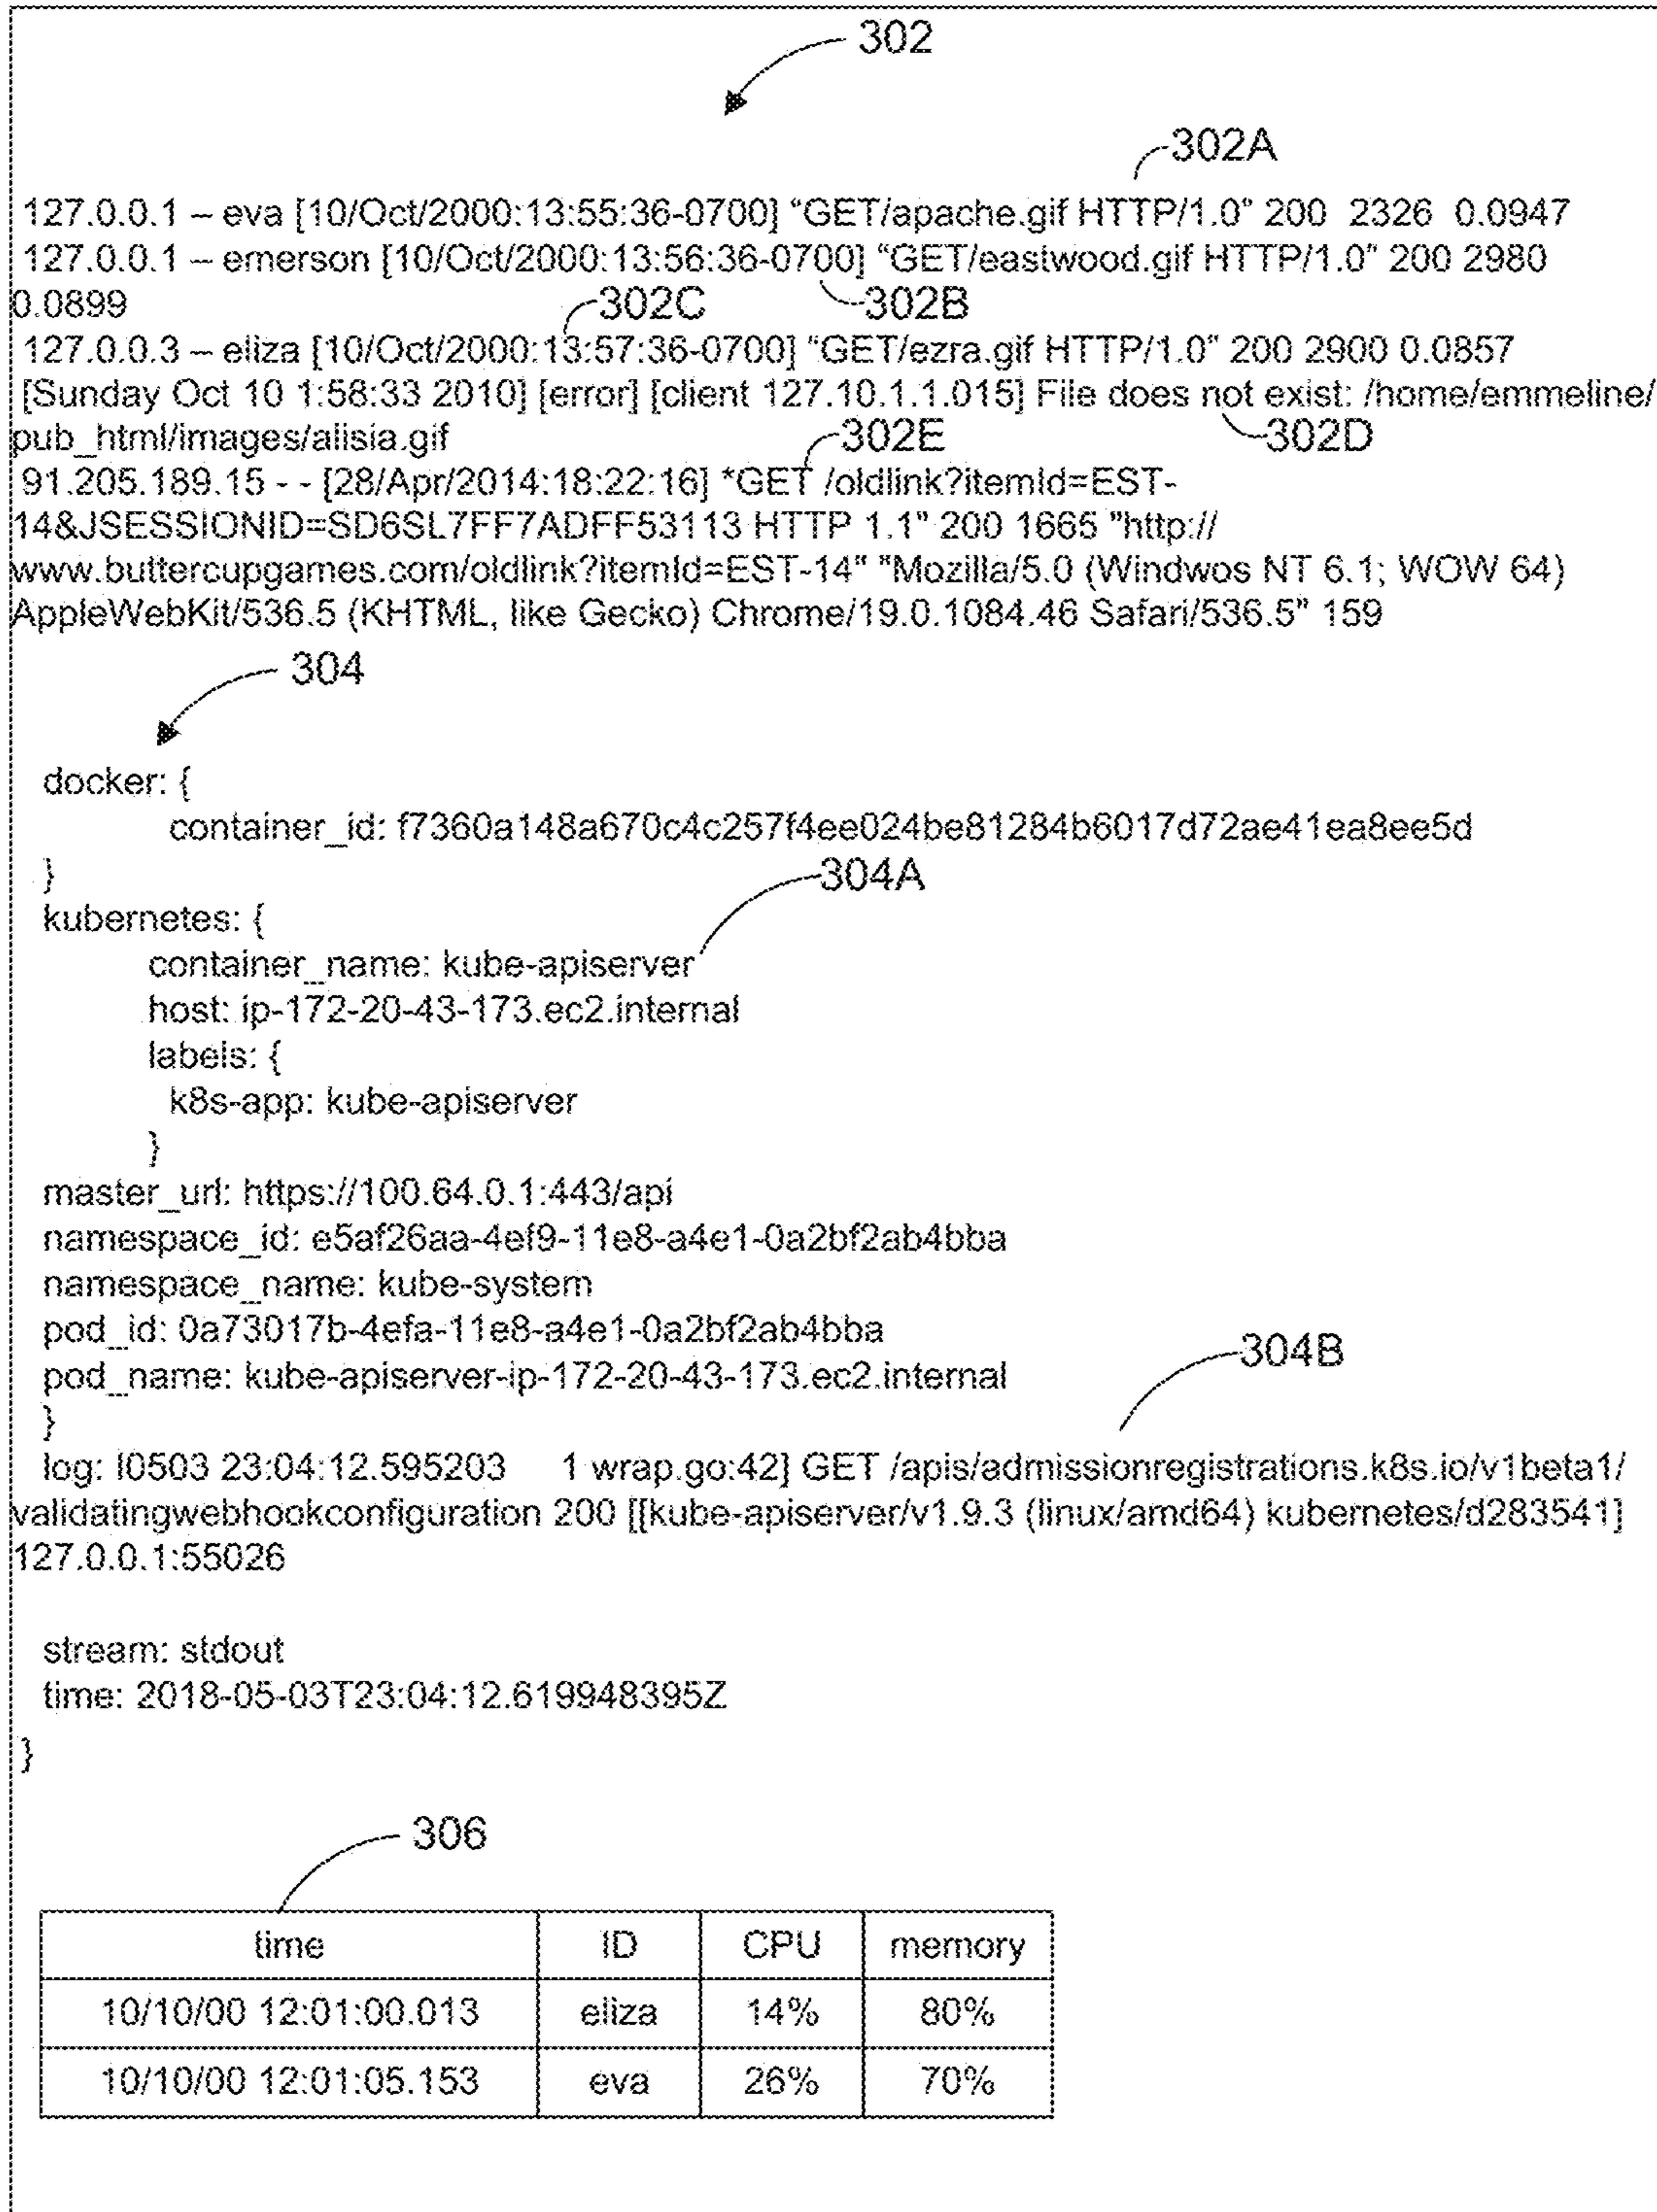 302
302A
127.0.0.1 – eva [10/Oct/2000:13:55:36-0700] “GET/apache.gif HTTP/1.0” 200 2326 0.0947
127.0.0.1 – emerson [10/Oct/2000:13:56:36-0700] “GET/eastwood.gif HTTP/1.0” 200 2980
0.0899
302C
302B
127.0.0.3 – eliza [10/Oct/2000:13:57:36-0700] “GET/ezra.gif HTTP/1.0” 200 2900 0.0857
[Sunday Oct 10 1:58:33 2010] [error] [client 127.10.1.1.015] File does not exist: /home/emmeline/
pub_html/images/alisia.gif
302E
302D
91.205.189.15 - - [28/Apr/2014:18:22:16] *GET /oldlink?itemId=EST-
14&JSESSIONID=SD6SL7FF7ADFF53113 HTTP 1.1" 200 1665 "http://
www.buttercupgames.com/oldlink?itemId=EST-14" "Mozilla/5.0 (Windwos NT 6.1; WOW 64)
AppleWebKit/536.5 (KHTML, like Gecko) Chrome/19.0.1084.46 Safari/536.5" 159
304
docker: {
container_id: f7360a148a670c4c257f4ee024be81284b6017d72ae41ea8ee5d
}
304A
kubernetes: {
container_name: kube-apiserver
host: ip-172-20-43-173.ec2.internal
labels: {
k8s-app: kube-apiserver
}
master_url: https://100.64.0.1:443/api
namespace_id: e5af26aa-4ef9-11e8-a4e1-0a2bf2ab4bba
namespace_name: kube-system
pod_id: 0a73017b-4efa-11e8-a4e1-0a2bf2ab4bba
304B
pod_name: kube-apiserver-ip-172-20-43-173.ec2.internal
}
log: I0503 23:04:12.595203 1 wrap.go:42] GET /apis/admissionregistrations.k8s.io/v1beta1/
validatingwebhookconfiguration 200 [[kube-apiserver/v1.9.3 (linux/amd64) kubernetes/d283541]
127.0.0.1:55026
stream: stdout
time: 2018-05-03T23:04:12.619948395Z
}
306
time ID CPU memory
10/10/00 12:01:00.013 eliza 14% 80%
10/10/00 12:01:05.153 eva 26% 70%